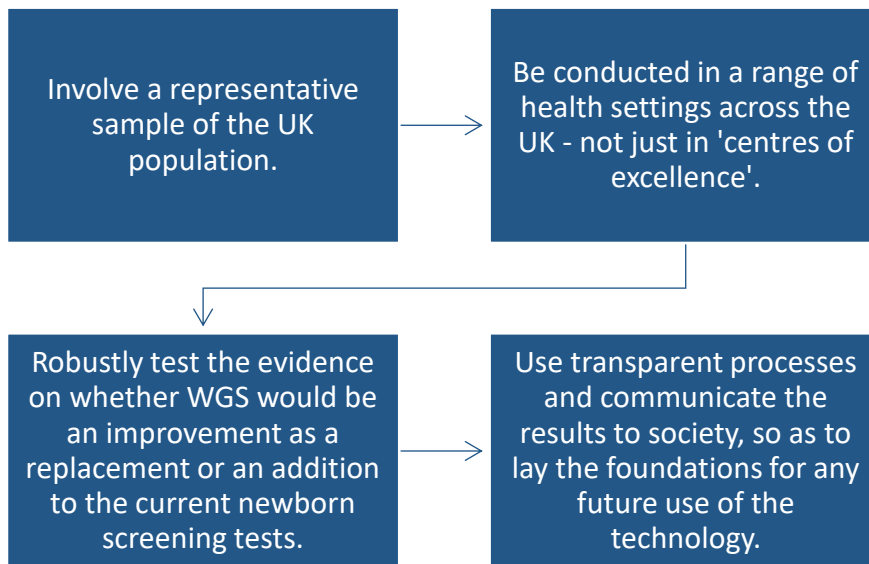 Involve a representative
sample of the UK
population.
Be conducted in a range of
health settings across the
UK - not just in 'centres of
excellence'.
Robustly test the evidence
on whether WGS would be
an improvement as a
replacement or an addition
to the current newborn
screening tests.
Use transparent processes
and communicate the
results to society, so as to
lay the foundations for any
future use of the
technology.